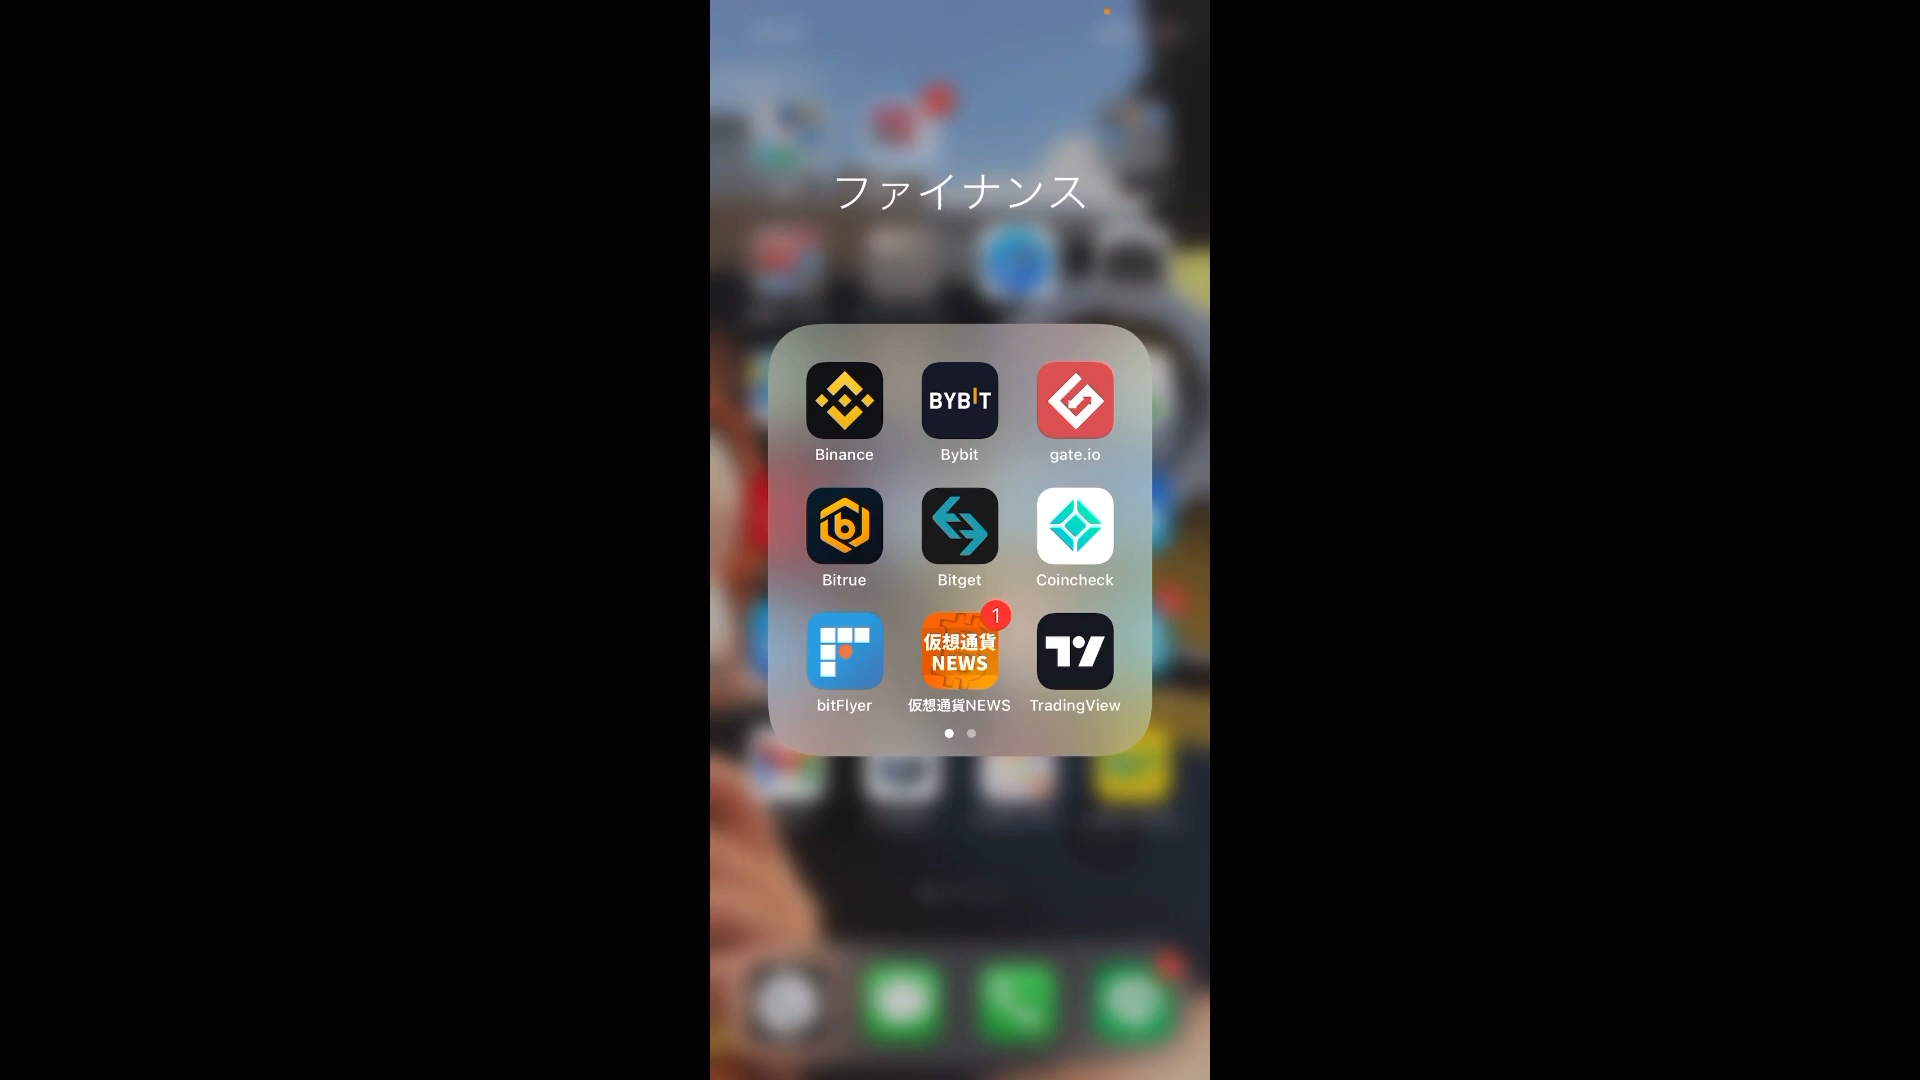 ファイナンス
BYBIT
Binance
Bybit
gate.io
Bitrue
Bitget
Coincheck
1
仮想通貨
NEWS
bitFlyer
仮想通貨NEWS
TradingView